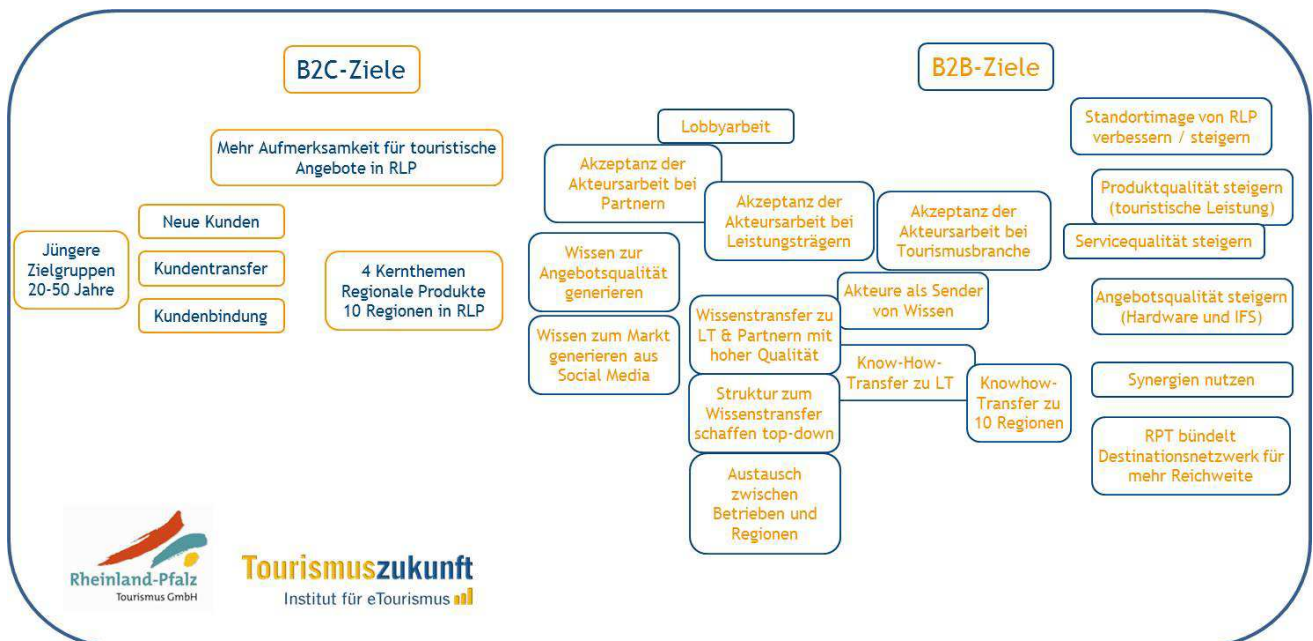 B2C-Ziele
B2B-Ziele
Mehr Aufmerksamkeit für touristische
Angebote in RLP
Jüngere
Zielgruppen
20-50 Jahre
Neue Kunden
Kundentransfer
Kundenbindung
4 Kernthemen
Regionale Produkte
10 Regionen in RLP
Lobbyarbeit
Akzeptanz der
Akteursarbeit bei
Partnern
Akzeptanz der
Akteursarbeit bei
Leistungsträgern
Akzeptanz der
Akteursarbeit bei
Tourismusbranche
Wissen zur
Angebotsqualität
generieren
Wissen zum Markt
generieren aus
Social Media
Wissenstransfer zu
LT & Partnern mit
hoher Qualität
Akteure als Sender
von Wissen
Know-How-
Transfer zu LT
Knowhow-
Transfer zu
10 Regionen
Struktur zum
Wissenstransfer
schaffen top-down
Austausch
zwischen
Betrieben und
Regionen
Standortimage von RLP
verbessern / steigern
Produktqualität steigern
(touristische Leistung)
Servicequalität steigern
Angebotsqualität steigern
(Hardware und IFS)
Synergien nutzen
RPT bündelt
Destinationsnetzwerk für
mehr Reichweite
Rheinland-Pfalz
Tourismus GmbH
Tourismuszukunft
Institut für eTourismus